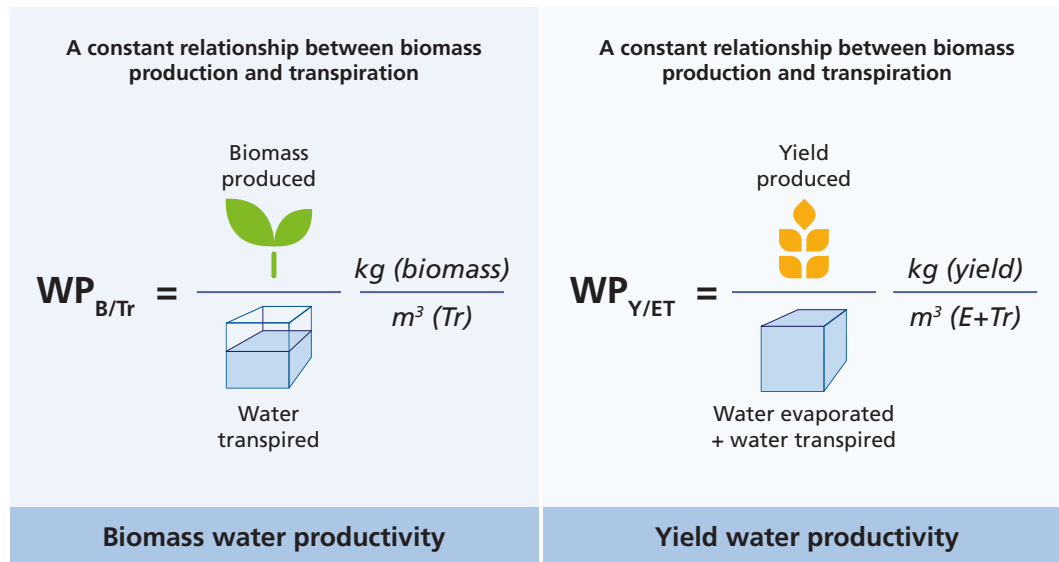 A constant relationship between biomass
production and transpiration
Biomass
produced
WP_B/Tr = kg (biomass)
m³ (Tr)
Water
transpired
Biomass water productivity
A constant relationship between biomass
production and transpiration
Yield
produced
WP_Y/ET = kg (yield)
m³ (E+Tr)
Water evaporated
+ water transpired
Yield water productivity